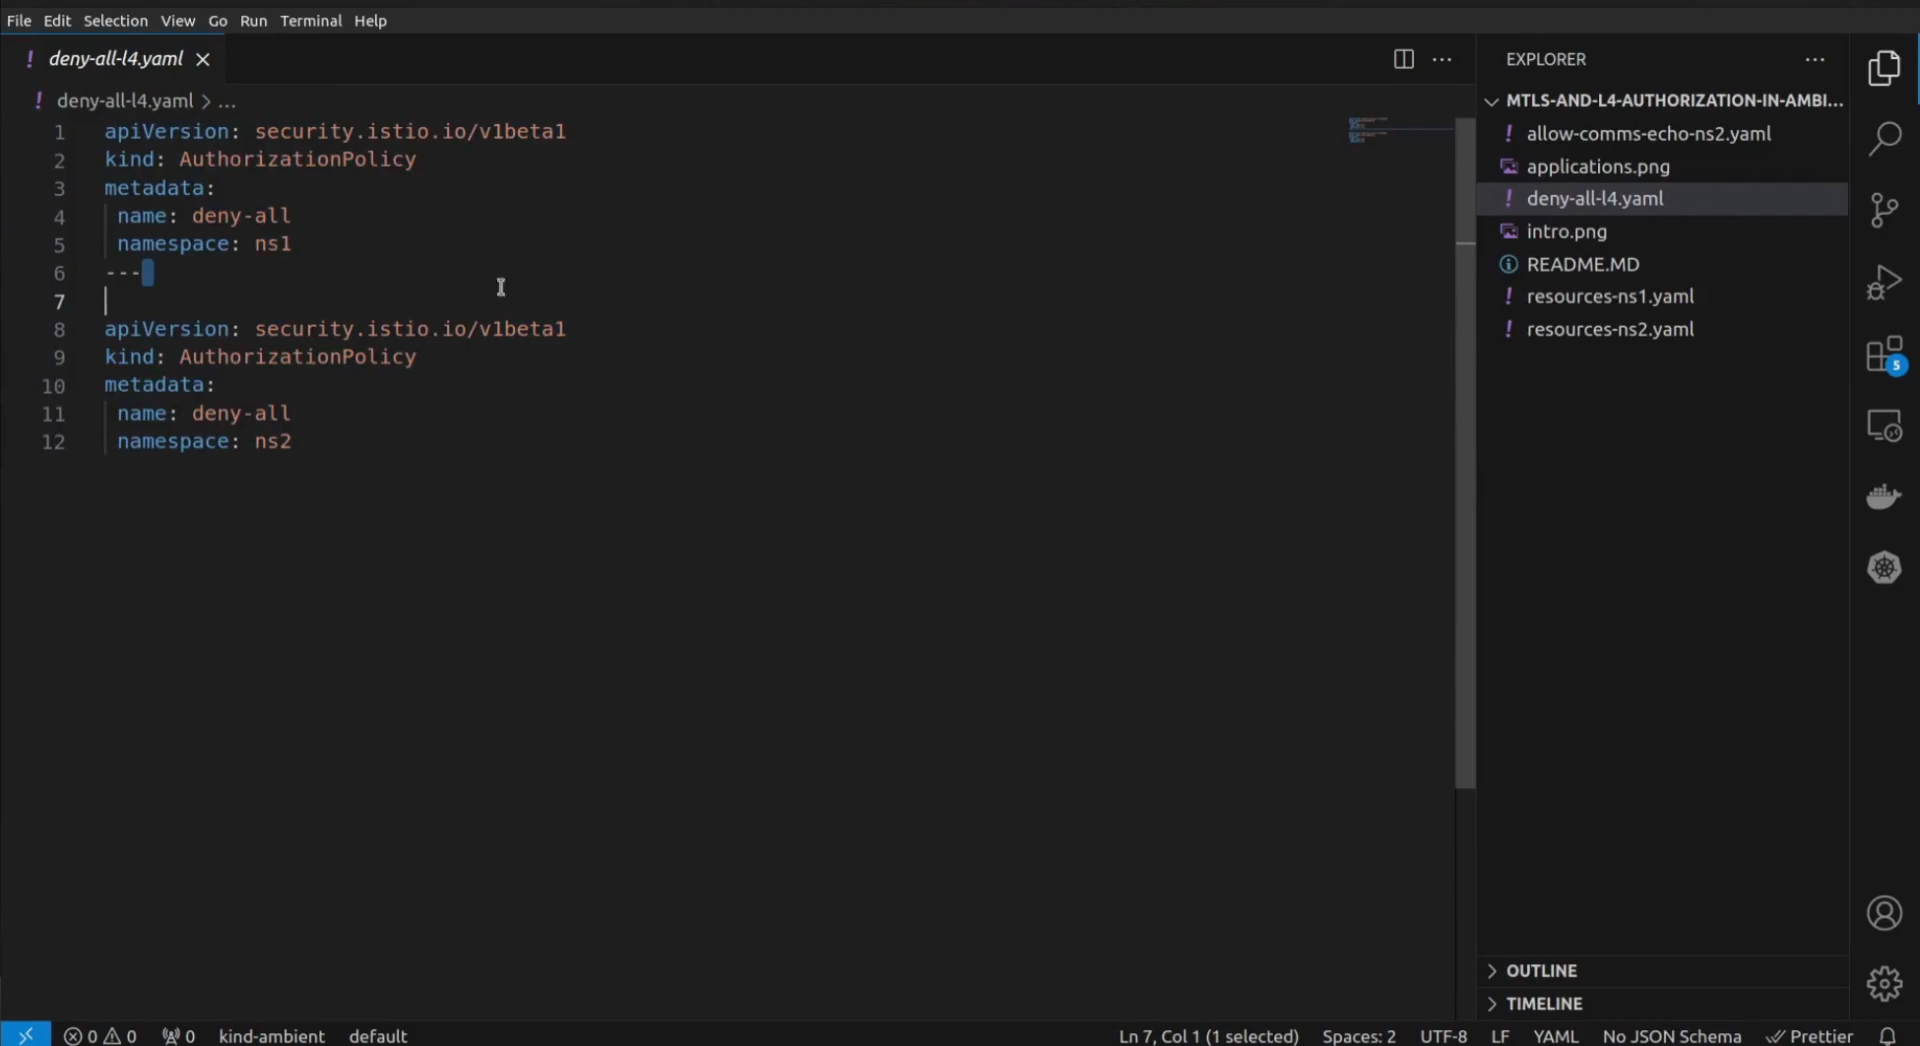 File Edit Selection View Go Run Terminal Help
! deny-all-l4.yaml
! deny-all-l4.yaml > ...
1 apiVersion: security.istio.io/v1beta1
2 kind: AuthorizationPolicy
3 metadata:
4 name: deny-all
5 namespace: ns1
6 ---
7
8 apiVersion: security.istio.io/v1beta1
9 kind: AuthorizationPolicy
10 metadata:
11 name: deny-all
12 namespace: ns2
EXPLORER
MTLS-AND-L4-AUTHORIZATION-IN-AMBI...
! allow-comms-echo-ns2.yaml
applications.png
! deny-all-l4.yaml
intro.png
README.MD
! resources-ns1.yaml
! resources-ns2.yaml
5
OUTLINE
TIMELINE
0 0 0 kind-ambient default Ln 7, Col 1 (1 selected) Spaces: 2 UTF-8 LF YAML No JSON Schema Prettier